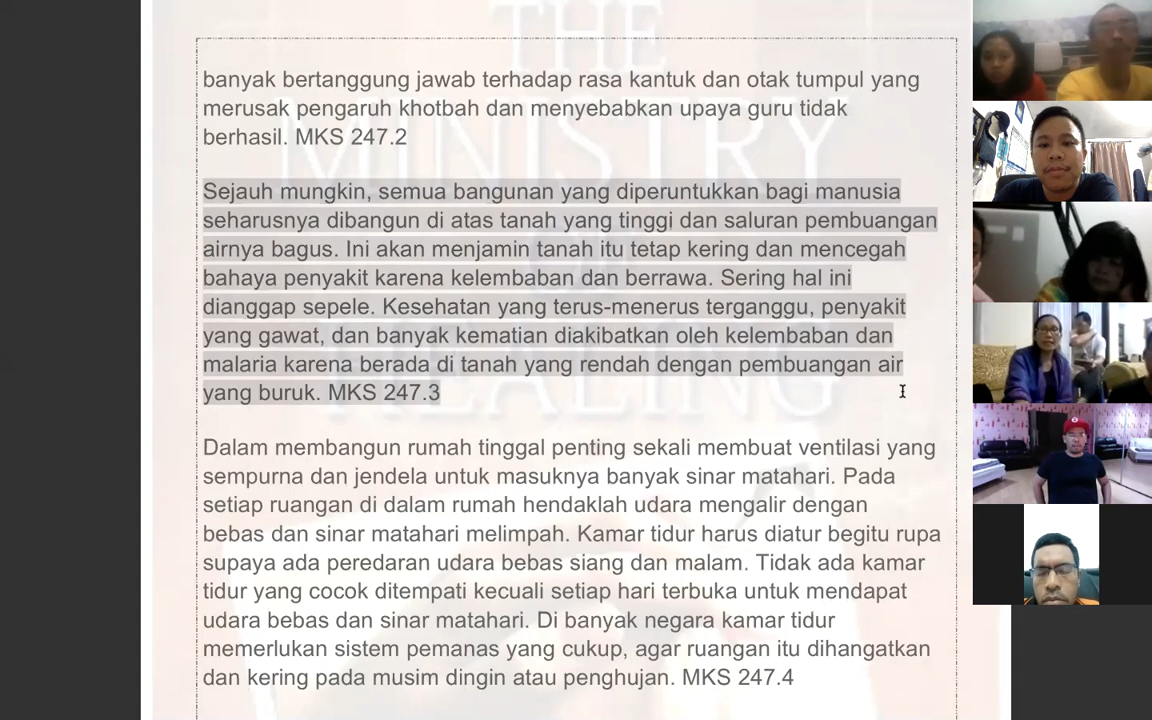 THE
MINISTRY
OF
HEALING
banyak bertanggung jawab terhadap rasa kantuk dan otak tumpul yang
merusak pengaruh khotbah dan menyebabkan upaya guru tidak
berhasil. MKS 247.2
Sejauh mungkin, semua bangunan yang diperuntukkan bagi manusia
seharusnya dibangun di atas tanah yang tinggi dan saluran pembuangan
airnya bagus. Ini akan menjamin tanah itu tetap kering dan mencegah
bahaya penyakit karena kelembaban dan berrawa. Sering hal ini
dianggap sepele. Kesehatan yang terus-menerus terganggu, penyakit
yang gawat, dan banyak kematian diakibatkan oleh kelembaban dan
malaria karena berada di tanah yang rendah dengan pembuangan air
yang buruk. MKS 247.3
Dalam membangun rumah tinggal penting sekali membuat ventilasi yang
sempurna dan jendela untuk masuknya banyak sinar matahari. Pada
setiap ruangan di dalam rumah hendaklah udara mengalir dengan
bebas dan sinar matahari melimpah. Kamar tidur harus diatur begitu rupa
supaya ada peredaran udara bebas siang dan malam. Tidak ada kamar
tidur yang cocok ditempati kecuali setiap hari terbuka untuk mendapat
udara bebas dan sinar matahari. Di banyak negara kamar tidur
memerlukan sistem pemanas yang cukup, agar ruangan itu dihangatkan
dan kering pada musim dingin atau penghujan. MKS 247.4